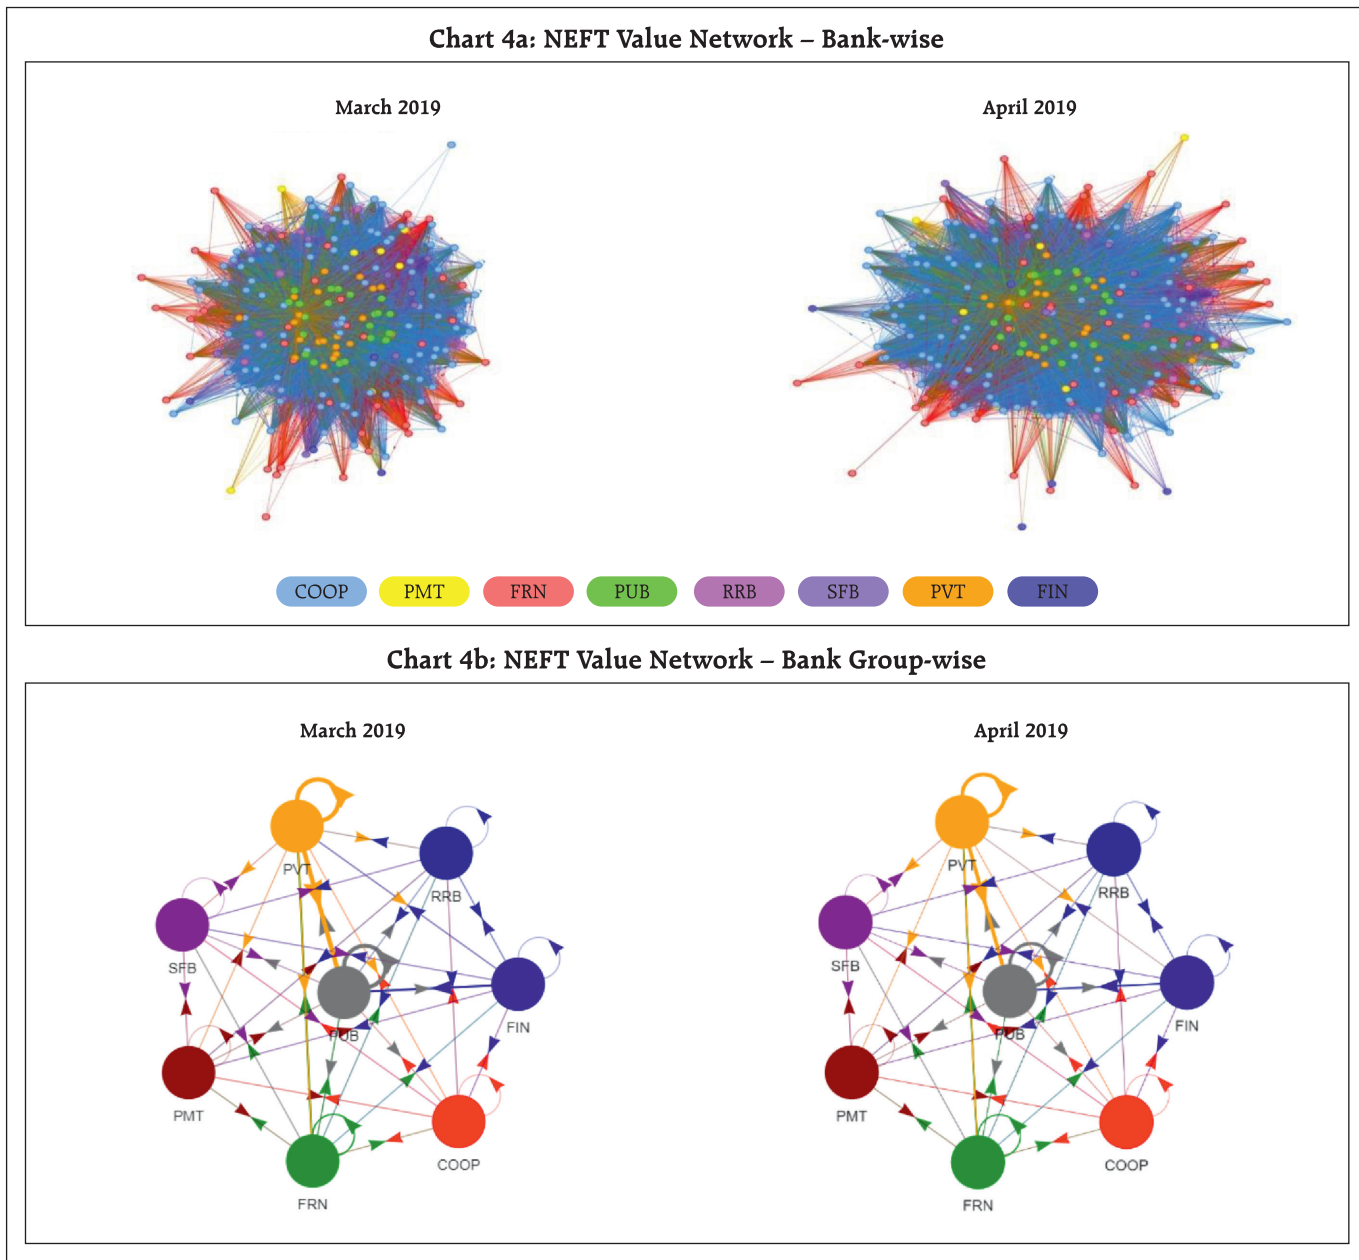 Chart 4a: NEFT Value Network – Bank-wise
March 2019
April 2019
COOP
PMT
FRN
PUB
RRB
SFB
PVT
FIN
Chart 4b: NEFT Value Network – Bank Group-wise
March 2019
April 2019
PVT
RRB
SFB
FIN
PUB
PMT
COOP
FRN
PVT
RRB
SFB
FIN
PUB
PMT
COOP
FRN